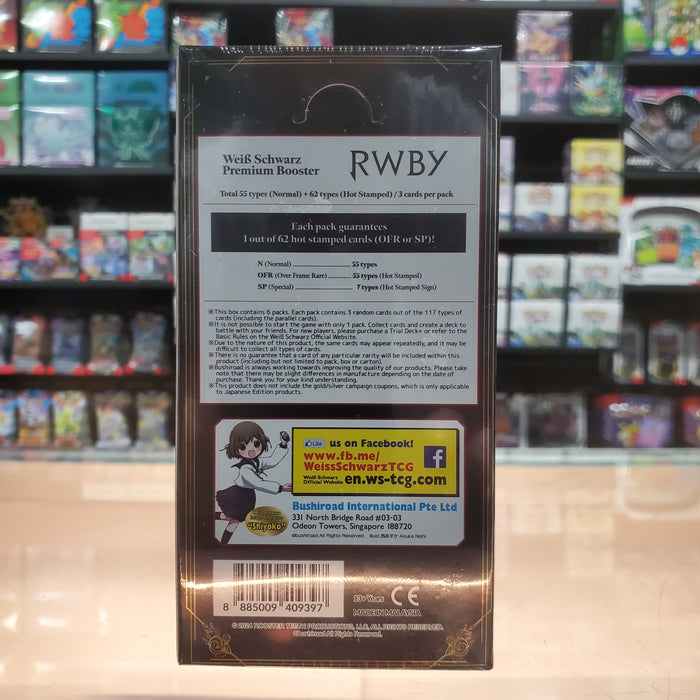 Weiß Schwarz
Premium Booster
RWBY
Total 55 types (Normal) + 62 types (Hot Stamped) / 3 cards per pack
Each pack guarantees
1 out of 62 hot stamped cards (OFR or SP)!
N (Normal) 55 types
OFR (Over Frame Rare) 55 types (Hot Stamped)
SP (Special) 7 types (Hot Stamped Sign)
※This box contains 6 packs. Each pack contains 3 random cards out of the 117 types of
cards (including the parallel cards).
※It is not possible to start the game with only 1 pack. Collect cards and create a deck to
battle with your friends. For new players, please purchase a Trial Deck+ or refer to the
Basic Rules on the Weiß Schwarz Official Website.
※Due to the nature of this product, the same cards may appear repeatedly, and it may be
difficult to collect all types of cards.
※There is no guarantee that a card of any particular rarity will be included within this
product (including but not limited to pack, box or carton).
※Bushiroad is always working towards improving the quality of our products. Please take
note that there may be slight differences in manufacture depending on the date of
purchase. Thank you for your kind understanding.
※This product does not include the gold/silver campaign coupons, which is only applicable
to Japanese Edition products.
Like us on Facebook!
www.fb.me/
WeissSchwarzTCG
Weiß Schwarz
Official Website en.ws-tcg.com
"Shiyoko"
Bushiroad International Pte Ltd
331 North Bridge Road #03-03
Odeon Towers, Singapore 188720
©bushiroad All Rights Reserved. Illust. 西あすか Asuka Nishi
8 885009 409397
13+ Years CE
MADE IN MALAYSIA
© 2024 ROOSTER TEETH PRODUCTIONS, LLC, ALL RIGHTS RESERVED.
©bushiroad All Rights Reserved.